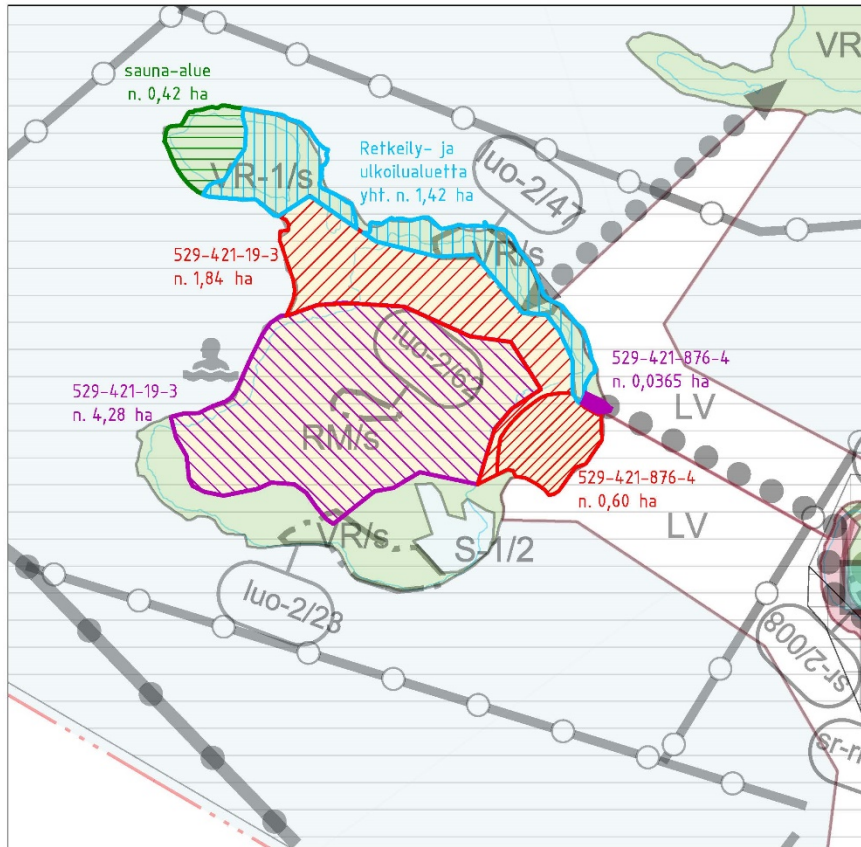 VR
sauna-alue
n. 0,42 ha
Retkeily- ja
ulkoilualuetta
yht. n. 1,42 ha
luo-2/47
VR-1/s
529-421-19-3
n. 1,84 ha
VR/s
luo-2/62
529-421-876-4
n. 0,0365 ha
529-421-19-3
n. 4,28 ha
LV
RM/s
529-421-876-4
n. 0,60 ha
LV
VR/s
S-1/2
luo-2/23
sr-2/008